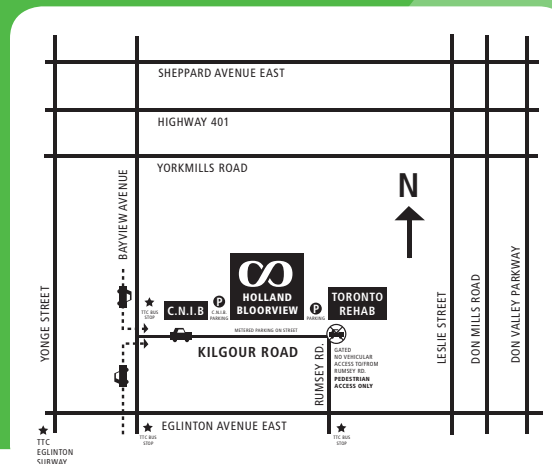 SHEPPARD AVENUE EAST
HIGHWAY 401
YORKMILLS ROAD
N
BAYVIEW AVENUE
YONGE STREET
LESLIE STREET
DON MILLS ROAD
DON VALLEY PARKWAY
TTC BUS
STOP
C.N.I.B
P
C.N.I.B.
PARKING
HOLLAND
BLOORVIEW
P
PARKING
TORONTO
REHAB
METERED PARKING ON STREET
KILGOUR ROAD
RUMSEY RD.
GATED
NO VEHICULAR
ACCESS TO/FROM
RUMSEY RD.
PEDESTRIAN
ACCESS ONLY
EGLINTON AVENUE EAST
TTC
EGLINTON
SUBWAY
TTC BUS
STOP
TTC BUS
STOP